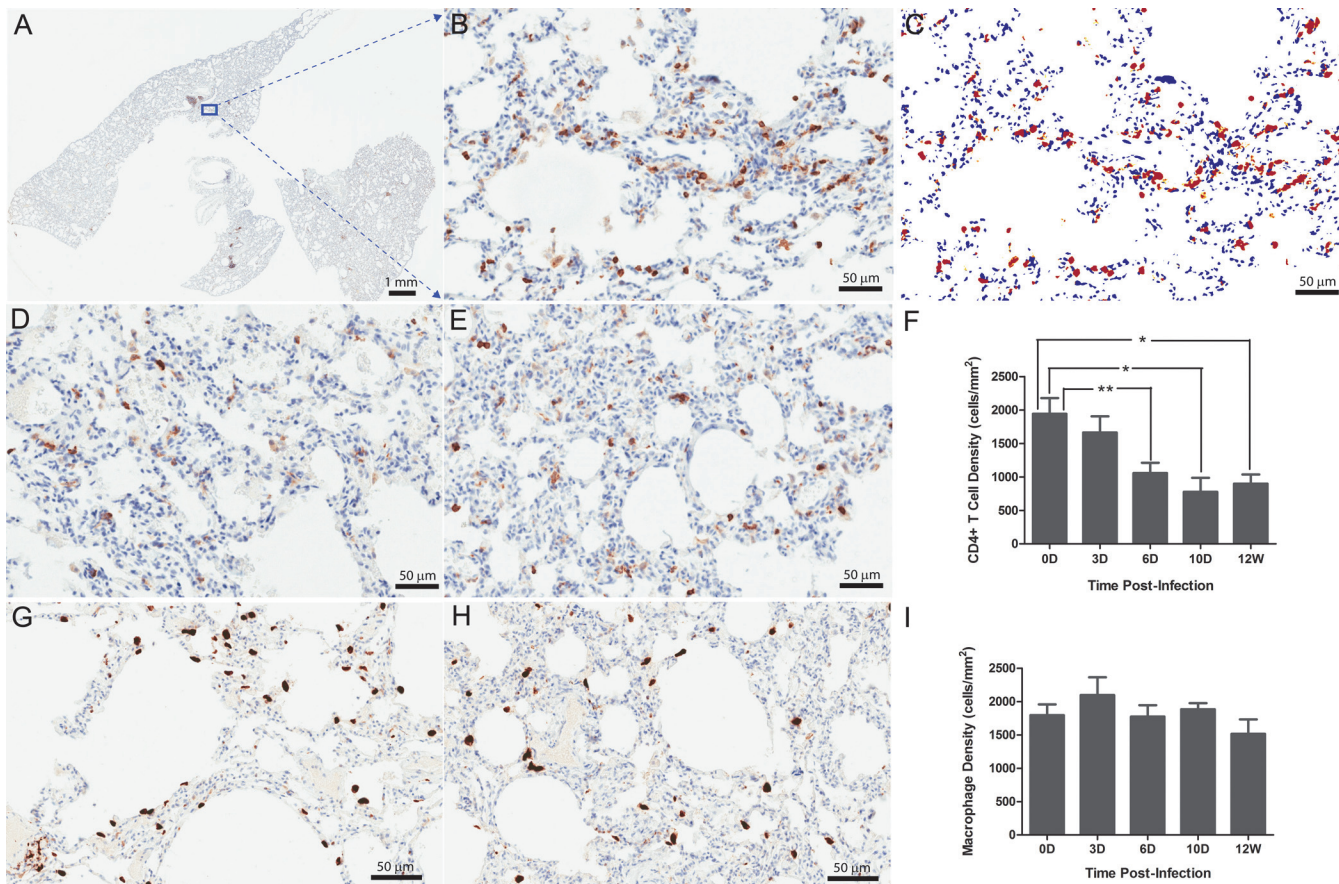 A
1 mm
B
50 μm
C
50 μm
D
50 μm
E
50 μm
F
CD4+ T Cell Density (cells/mm²)
2500
2000
1500
1000
500
0
*
*
**
0D 3D 6D 10D 12W
Time Post-Infection
G
50 μm
H
50 μm
I
Macrophage Density (cells/mm²)
2500
2000
1500
1000
500
0
0D 3D 6D 10D 12W
Time Post-Infection